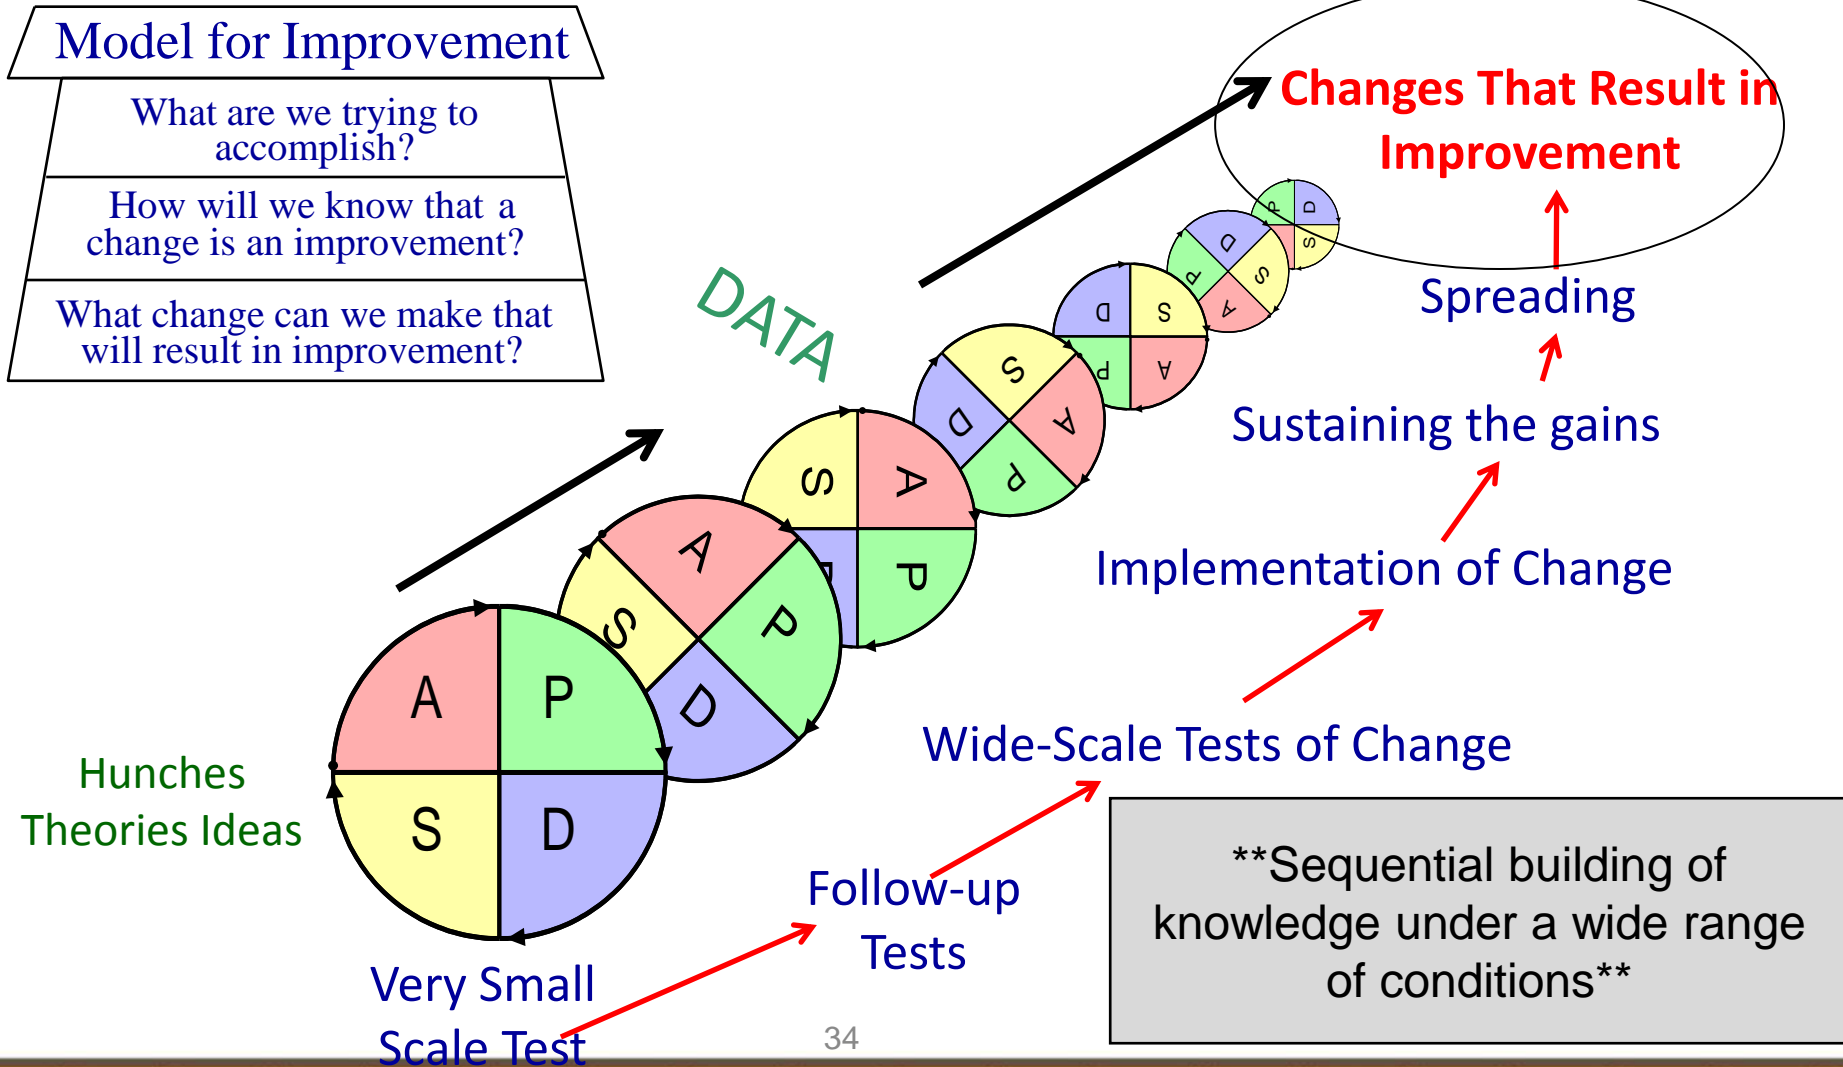 Model for Improvement
What are we trying to
accomplish?
How will we know that a
change is an improvement?
What change can we make that
will result in improvement?
DATA
Changes That Result in
Improvement
Spreading
Sustaining the gains
Implementation of Change
Wide-Scale Tests of Change
Follow-up
Tests
Very Small
Scale Test
Hunches
Theories Ideas
A P
S D
A
S P
D
S A
D P
S
D A
P
D S
P A
D
P S
A
P D
S
**Sequential building of
knowledge under a wide range
of conditions**
34